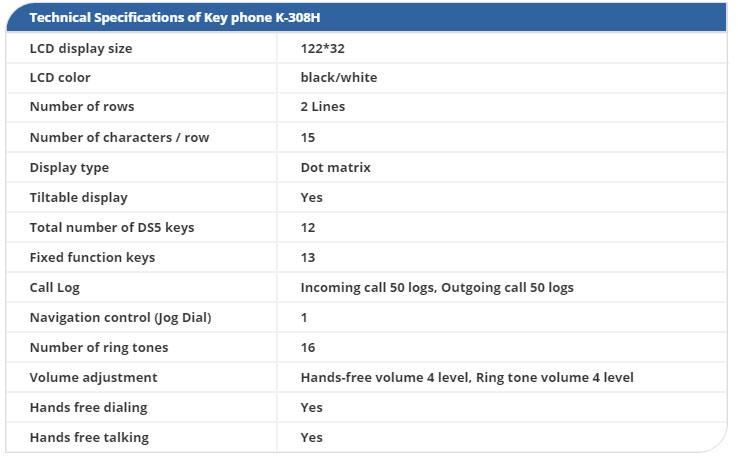 Technical Specifications of Key phone K-308H
LCD display size 122*32
LCD color black/white
Number of rows 2 Lines
Number of characters / row 15
Display type Dot matrix
Tiltable display Yes
Total number of DS5 keys 12
Fixed function keys 13
Call Log Incoming call 50 logs, Outgoing call 50 logs
Navigation control (Jog Dial) 1
Number of ring tones 16
Volume adjustment Hands-free volume 4 level, Ring tone volume 4 level
Hands free dialing Yes
Hands free talking Yes